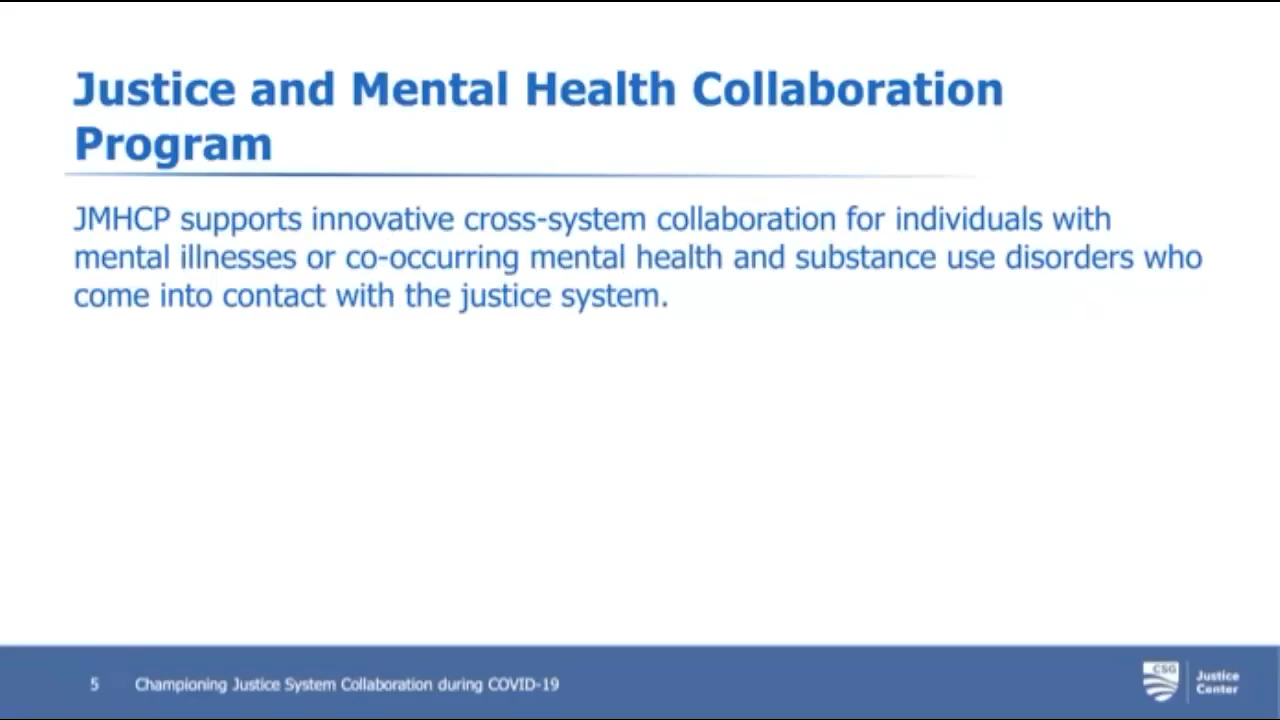 Justice and Mental Health Collaboration
Program
JMHCP supports innovative cross-system collaboration for individuals with
mental illnesses or co-occurring mental health and substance use disorders who
come into contact with the justice system.
5 Championing Justice System Collaboration during COVID-19
CSG Justice
Center